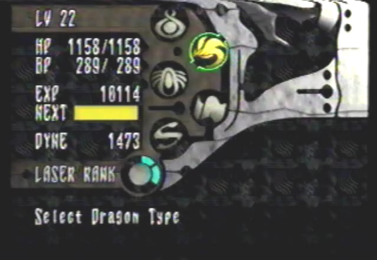 LV 22
HP 1158/1158
BP 289/ 289
EXP 10114
NEXT
DYNE 1473
LASER RANK
Select Dragon Type